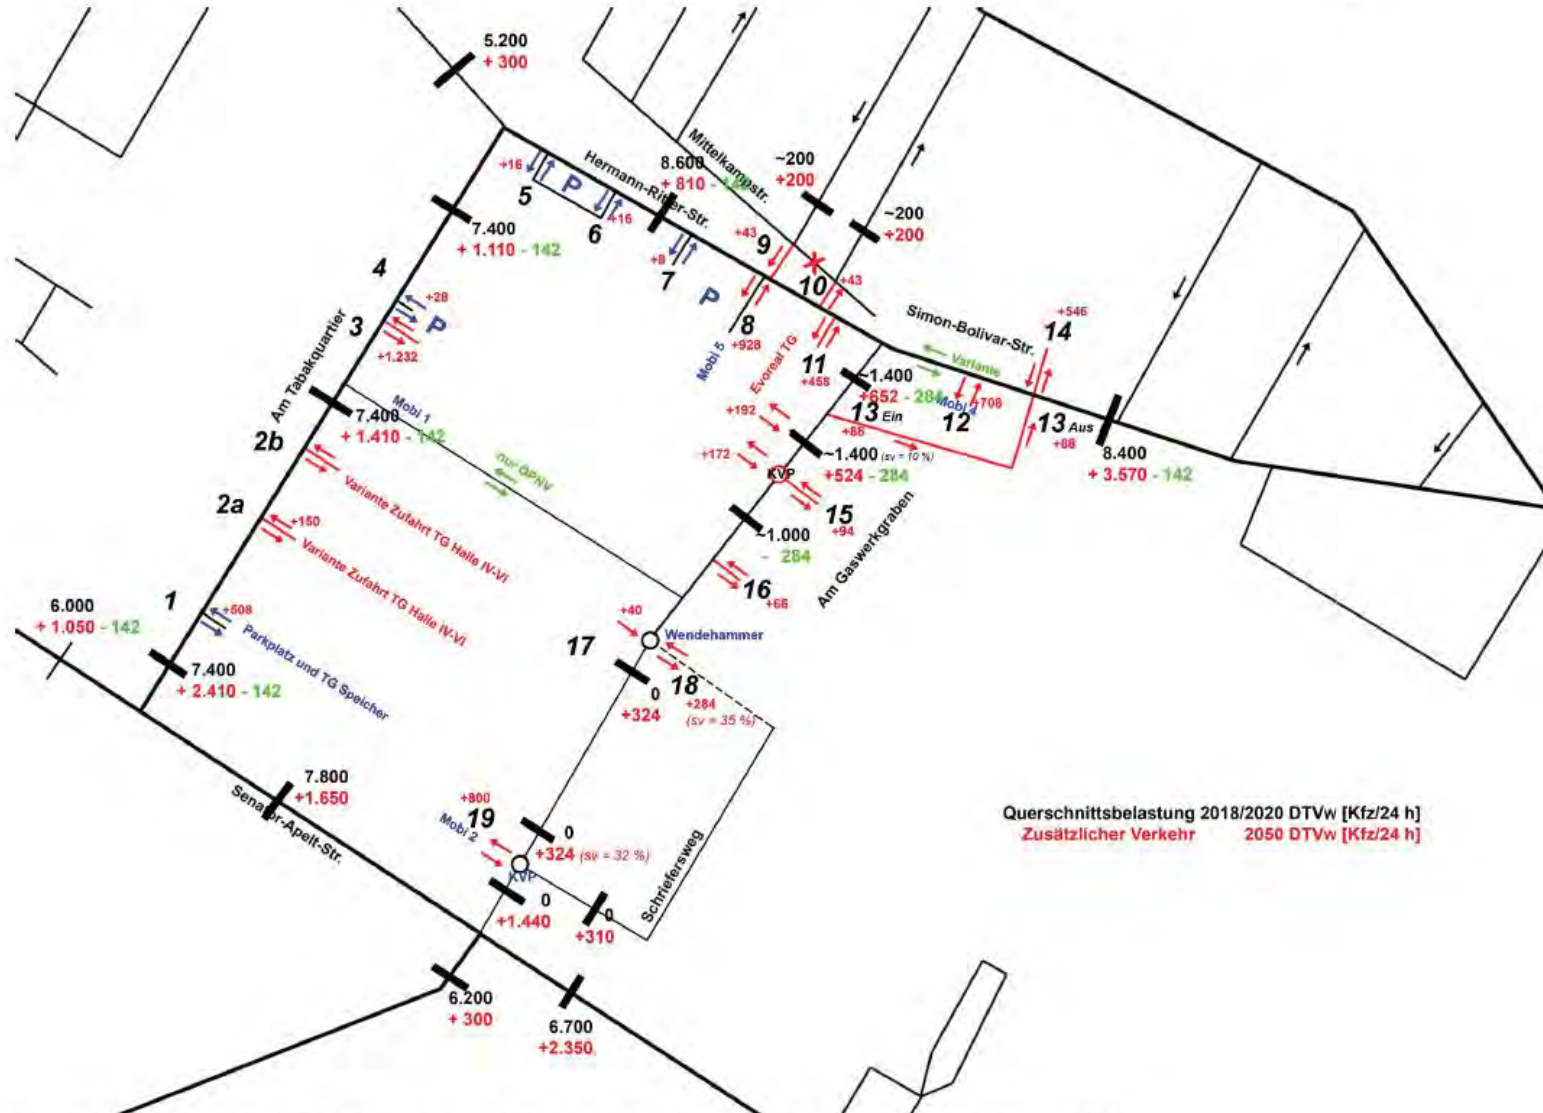 5.200
+ 300
Mittelkampstr.
Hermann-Ritter-Str.
8.600
+ 810 - 142
~200
+200
~200
+200
+16
5
P
6
+16
+8
7
P
+43
9
10
+43
8
+928
Mobi 5
Evoreal TG
11
+458
7.400
+ 1.110 - 142
4
+28
P
3
+1.232
Am Tabakquartier
Simon-Bolivar-Str.
Variante
+546
14
~1.400
+652 - 284
Mobi 4
+708
12
13 Ein
+88
13 Aus
+88
8.400
+ 3.570 - 142
+192
~1.400 (sv = 10 %)
+524 - 284
+172
KVP
15
+94
7.400
+ 1.410 - 142
Mobi 1
nur ÖPNV
2b
Variante Zufahrt TG Halle IV-VI
2a
+150
Variante Zufahrt TG Halle IV-VI
~1.000
- 284
Am Gaswerkgraben
16
+66
1
+508
Parkplatz und TG Speicher
6.000
+ 1.050 - 142
7.400
+ 2.410 - 142
+40
Wendehammer
17
0
+324
18
+284
(sv = 35 %)
7.800
+1.650
Senator-Apelt-Str.
+800
19
Mobi 2
0
+324 (sv = 32 %)
KVP
0
+1.440
0
+310
Schriefersweg
6.200
+ 300
6.700
+2.350
Querschnittsbelastung 2018/2020 DTVw [Kfz/24 h]
Zusätzlicher Verkehr 2050 DTVw [Kfz/24 h]